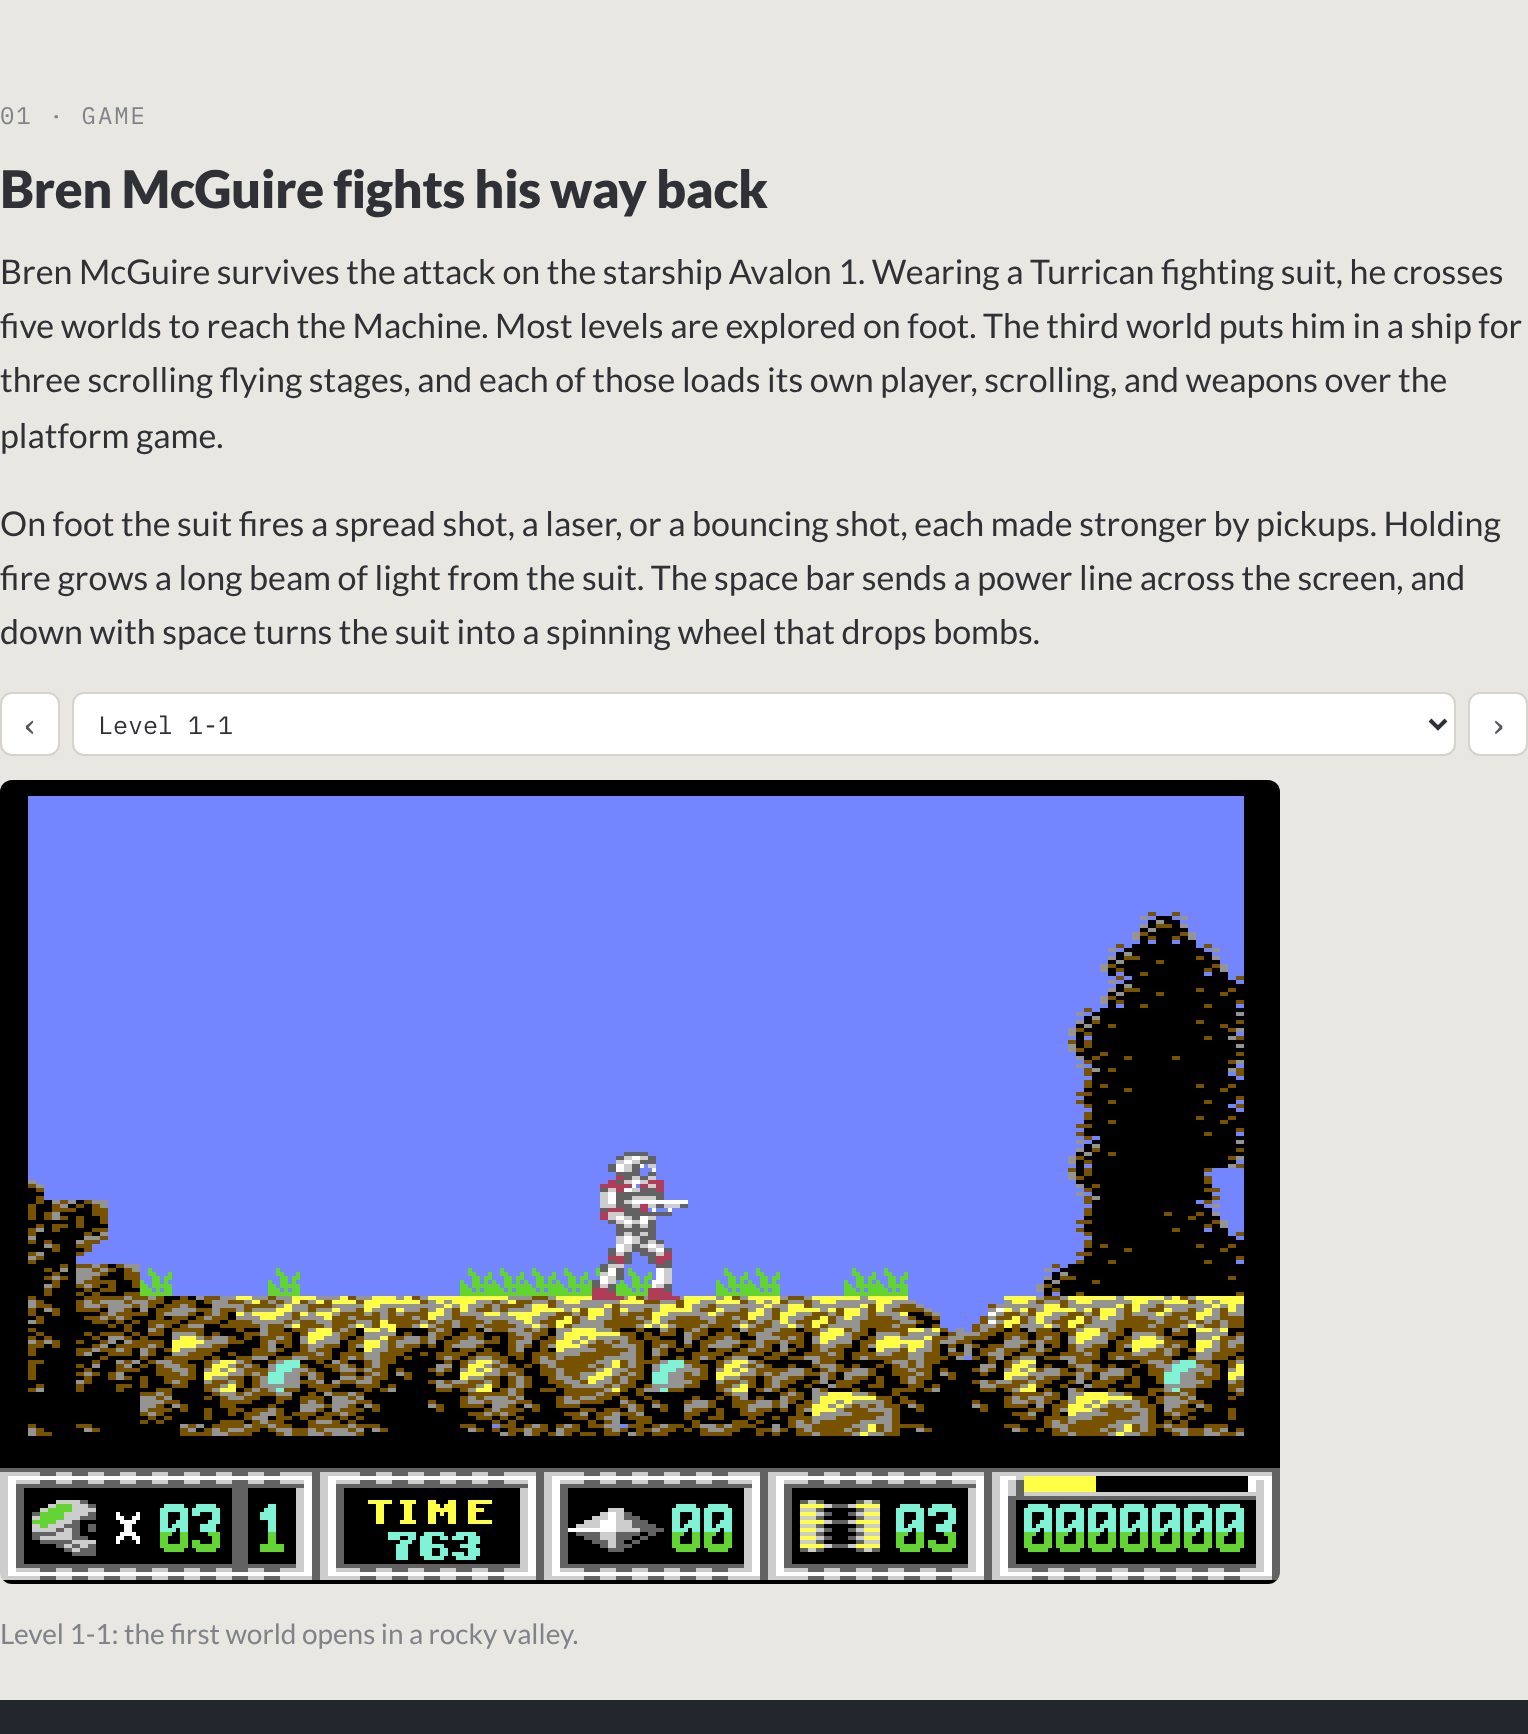 01 · GAME
Bren McGuire fights his way back
Bren McGuire survives the attack on the starship Avalon 1. Wearing a Turrican fighting suit, he crosses
five worlds to reach the Machine. Most levels are explored on foot. The third world puts him in a ship for
three scrolling flying stages, and each of those loads its own player, scrolling, and weapons over the
platform game.
On foot the suit fires a spread shot, a laser, or a bouncing shot, each made stronger by pickups. Holding
fire grows a long beam of light from the suit. The space bar sends a power line across the screen, and
down with space turns the suit into a spinning wheel that drops bombs.
‹ Level 1-1 ›
x 03 1 TIME 00 03 0000000
763
Level 1-1: the first world opens in a rocky valley.